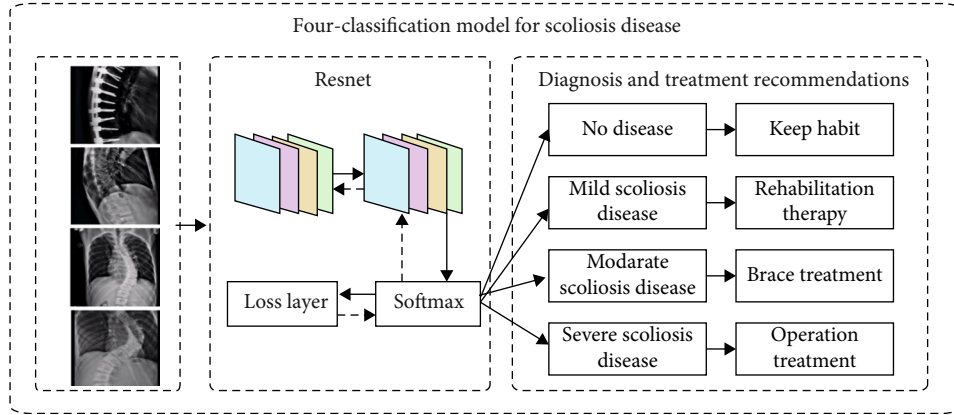 Four-classification model for scoliosis disease
Resnet
Loss layer
Softmax
Diagnosis and treatment recommendations
No disease
Keep habit
Mild scoliosis
disease
Rehabilitation
therapy
Modarate
scoliosis disease
Brace treatment
Severe scoliosis
disease
Operation
treatment